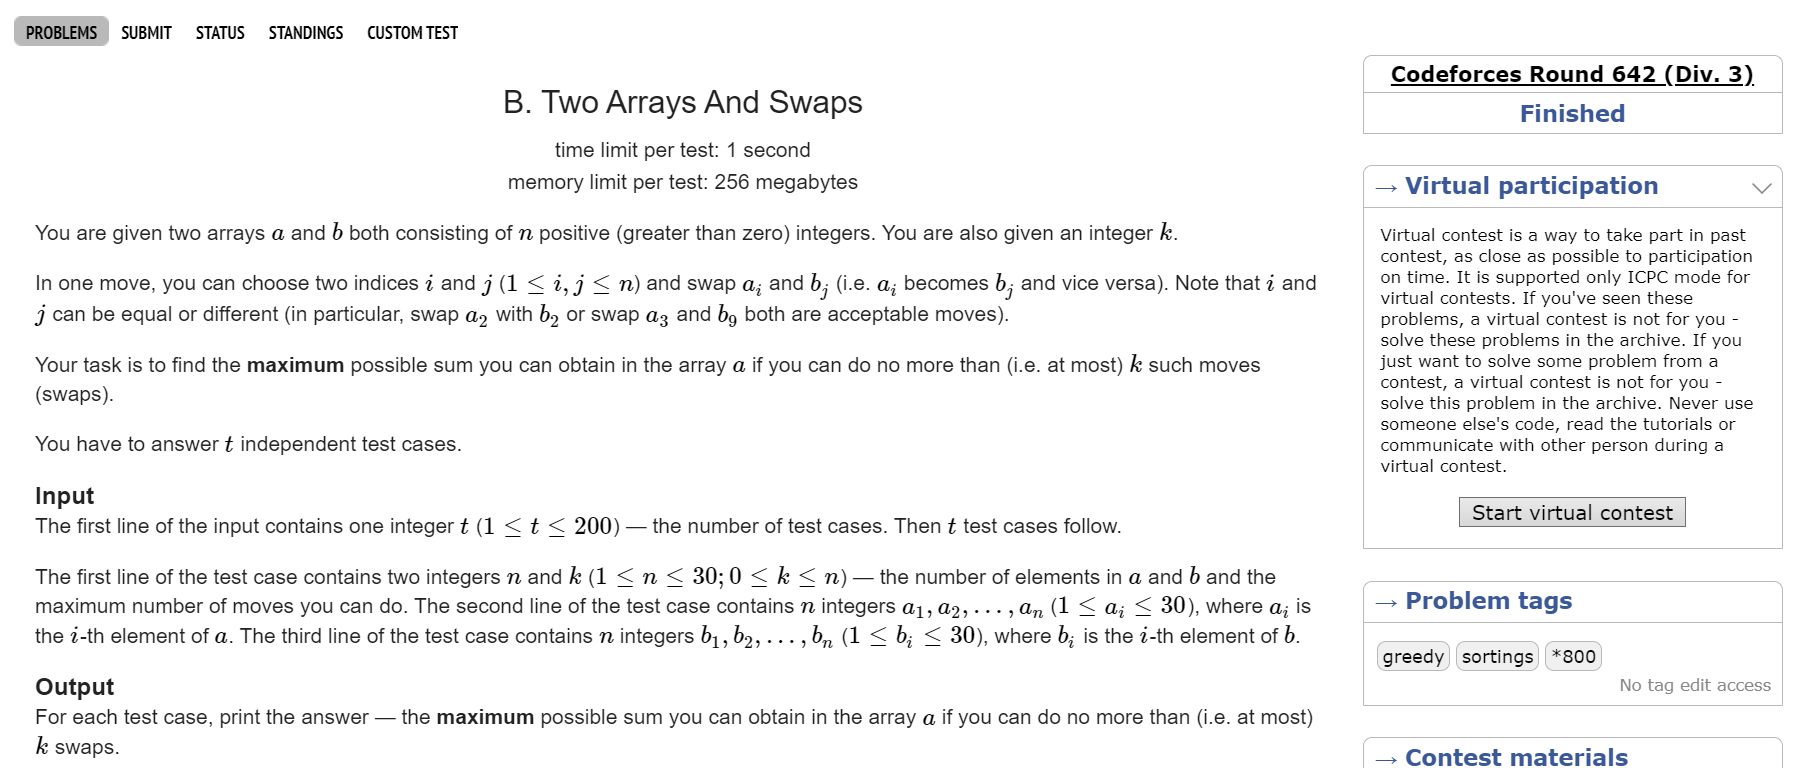 PROBLEMS SUBMIT STATUS STANDINGS CUSTOM TEST
B. Two Arrays And Swaps
time limit per test: 1 second
memory limit per test: 256 megabytes
You are given two arrays a and b both consisting of n positive (greater than zero) integers. You are also given an integer k.
In one move, you can choose two indices i and j (1 ≤ i, j ≤ n) and swap a_i and b_j (i.e. a_i becomes b_j and vice versa). Note that i and
j can be equal or different (in particular, swap a_2 with b_2 or swap a_3 and b_9 both are acceptable moves).
Your task is to find the maximum possible sum you can obtain in the array a if you can do no more than (i.e. at most) k such moves
(swaps).
You have to answer t independent test cases.
Input
The first line of the input contains one integer t (1 ≤ t ≤ 200) — the number of test cases. Then t test cases follow.
The first line of the test case contains two integers n and k (1 ≤ n ≤ 30; 0 ≤ k ≤ n) — the number of elements in a and b and the
maximum number of moves you can do. The second line of the test case contains n integers a_1, a_2, ..., a_n (1 ≤ a_i ≤ 30), where a_i is
the i-th element of a. The third line of the test case contains n integers b_1, b_2, ..., b_n (1 ≤ b_i ≤ 30), where b_i is the i-th element of b.
Output
For each test case, print the answer — the maximum possible sum you can obtain in the array a if you can do no more than (i.e. at most)
k swaps.
Codeforces Round 642 (Div. 3)
Finished
→ Virtual participation
Virtual contest is a way to take part in past
contest, as close as possible to participation
on time. It is supported only ICPC mode for
virtual contests. If you've seen these
problems, a virtual contest is not for you -
solve these problems in the archive. If you
just want to solve some problem from a
contest, a virtual contest is not for you -
solve this problem in the archive. Never use
someone else's code, read the tutorials or
communicate with other person during a
virtual contest.
Start virtual contest
→ Problem tags
greedy sortings *800
No tag edit access
→ Contest materials